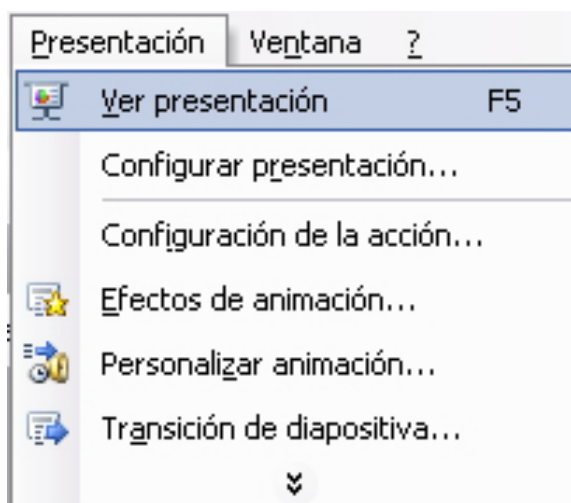 Presentación Ventana ?
Ver presentación F5
Configurar presentación...
Configuración de la acción...
Efectos de animación...
Personalizar animación...
Transición de diapositiva...